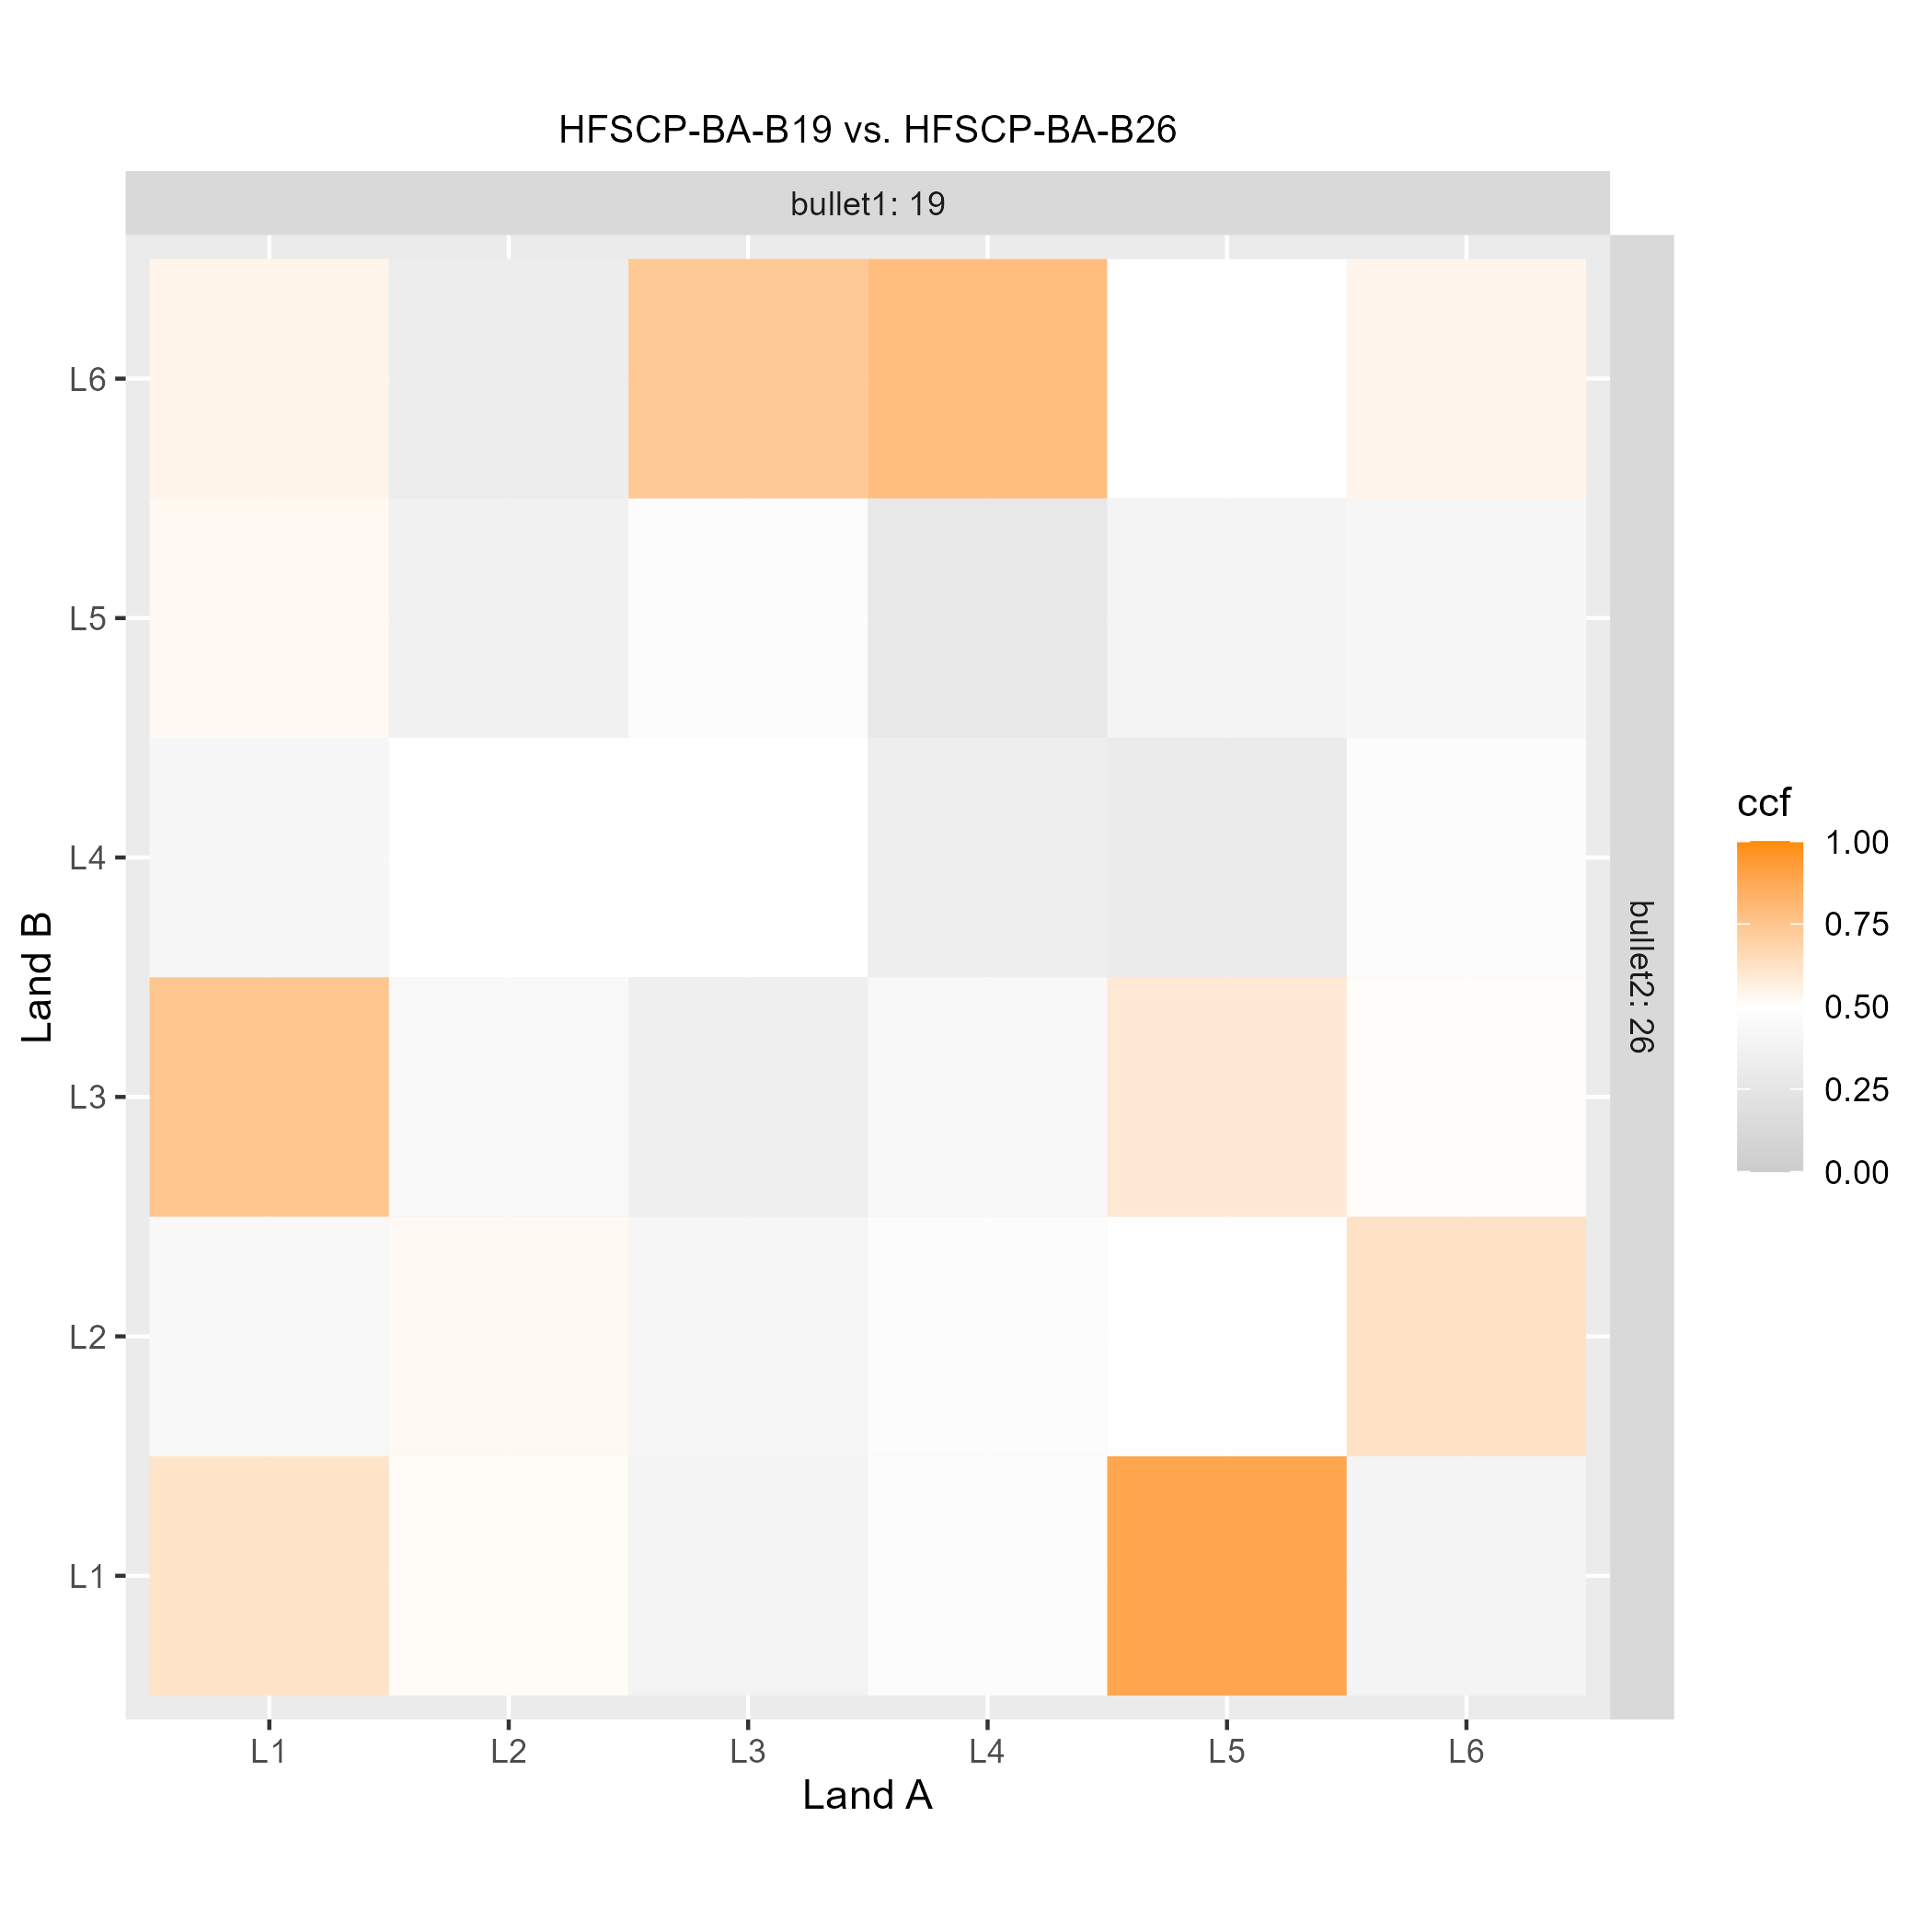 HFSCP-BA-B19 vs. HFSCP-BA-B26
bullet1: 19
L6
L5
L4
L3
L2
L1
Land B
bullet2: 26
ccf
1.00
0.75
0.50
0.25
0.00
L1 L2 L3 L4 L5 L6
Land A